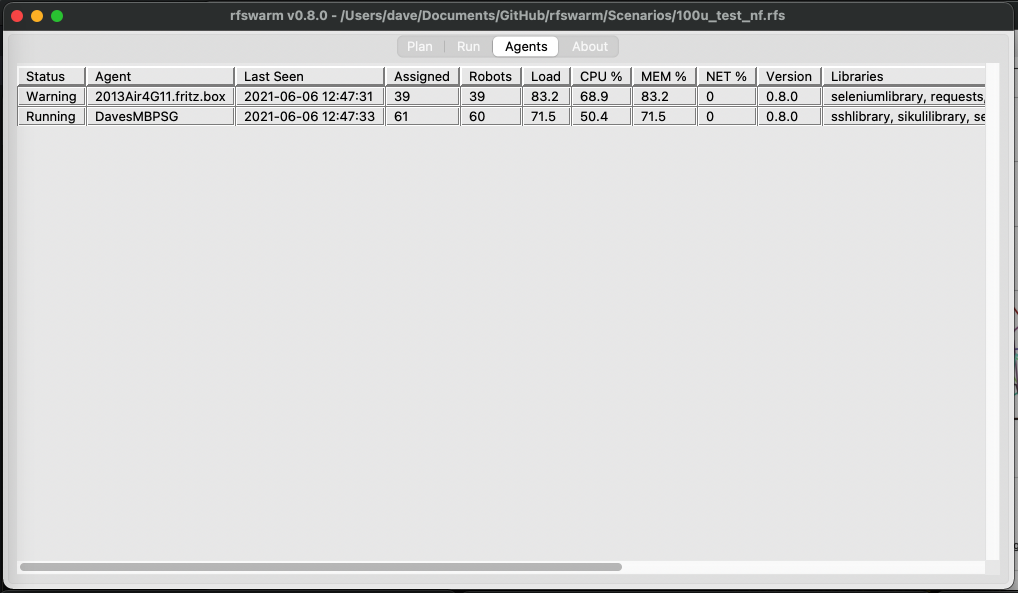 rfswarm v0.8.0 - /Users/dave/Documents/GitHub/rfswarm/Scenarios/100u_test_nf.rfs
Plan Run Agents About
Status Agent Last Seen Assigned Robots Load CPU % MEM % NET % Version Libraries
Warning 2013Air4G11.fritz.box 2021-06-06 12:47:31 39 39 83.2 68.9 83.2 0 0.8.0 seleniumlibrary, requests,
Running DavesMBPSG 2021-06-06 12:47:33 61 60 71.5 50.4 71.5 0 0.8.0 sshlibrary, sikulilibrary, se